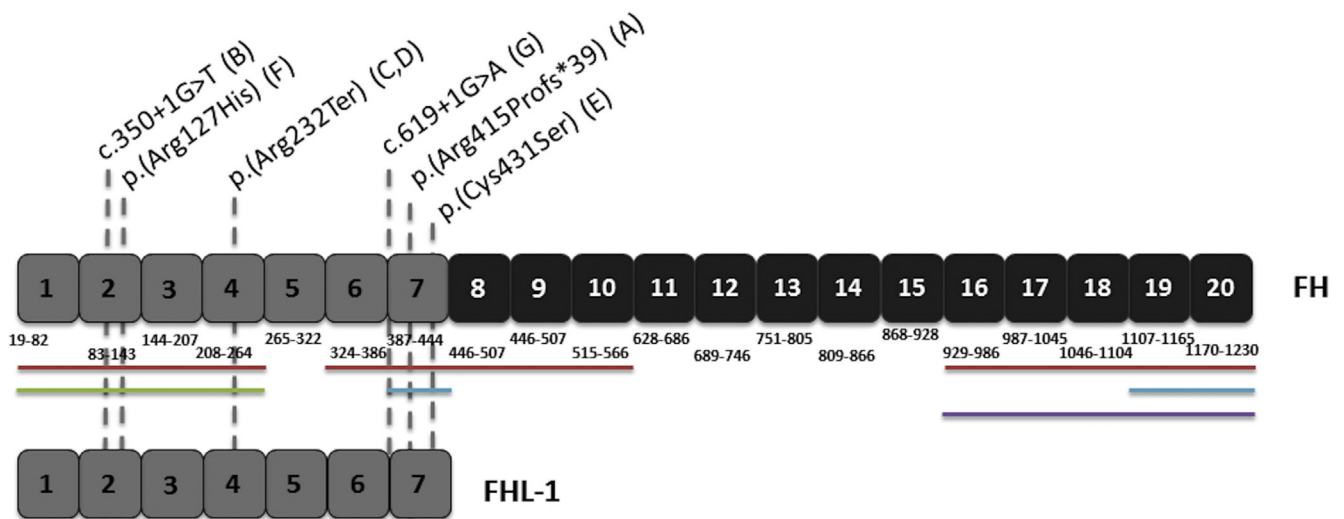 c.350+1G>T (B)
p.(Arg127His) (F)
p.(Arg232Ter) (C,D)
c.619+1G>A (G)
p.(Arg415Profs*39) (A)
p.(Cys431Ser) (E)
1 2 3 4 5 6 7 8 9 10 11 12 13 14 15 16 17 18 19 20 FH
19-82 83-143 144-207 208-264 265-322 324-386 387-444 446-507 446-507 515-566 628-686 689-746 751-805 809-866 868-928 929-986 987-1045 1046-1104 1107-1165 1170-1230
1 2 3 4 5 6 7 FHL-1